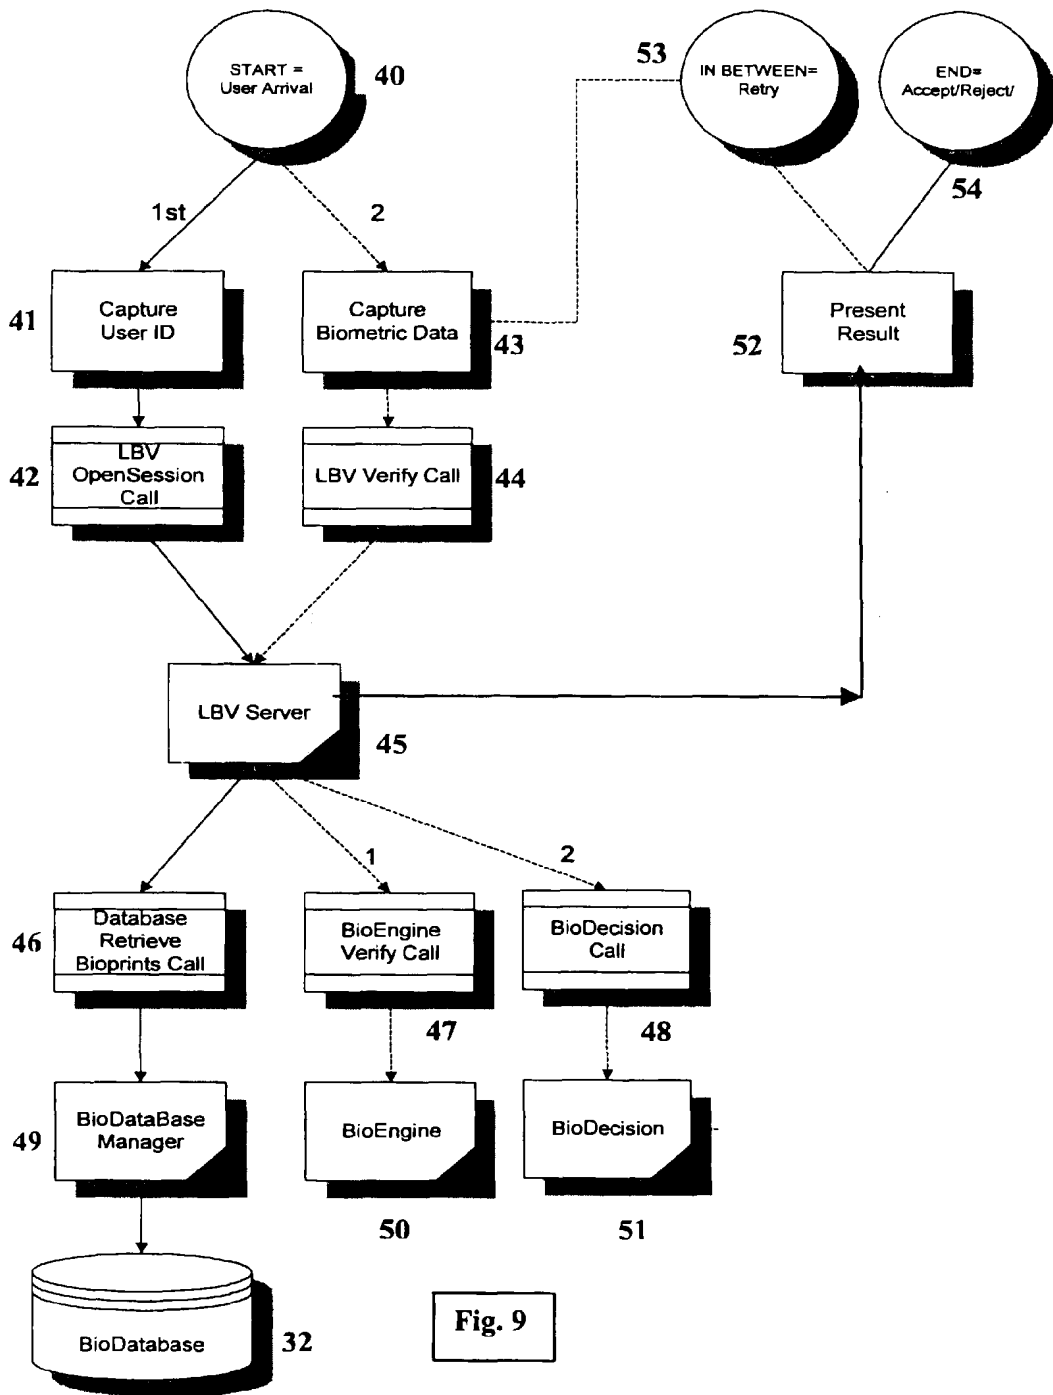 START =
User Arrival
40
53
IN BETWEEN=
Retry
END=
Accept/Reject/
54
1st
2
41
Capture
User ID
Capture
Biometric Data
43
52
Present
Result
42
LBV
OpenSession
Call
LBV Verify Call
44
LBV Server
45
1
2
46
Database
Retrieve
Bioprints Call
BioEngine
Verify Call
47
BioDecision
Call
48
49
BioDataBase
Manager
BioEngine
50
BioDecision
51
BioDatabase
32
Fig. 9